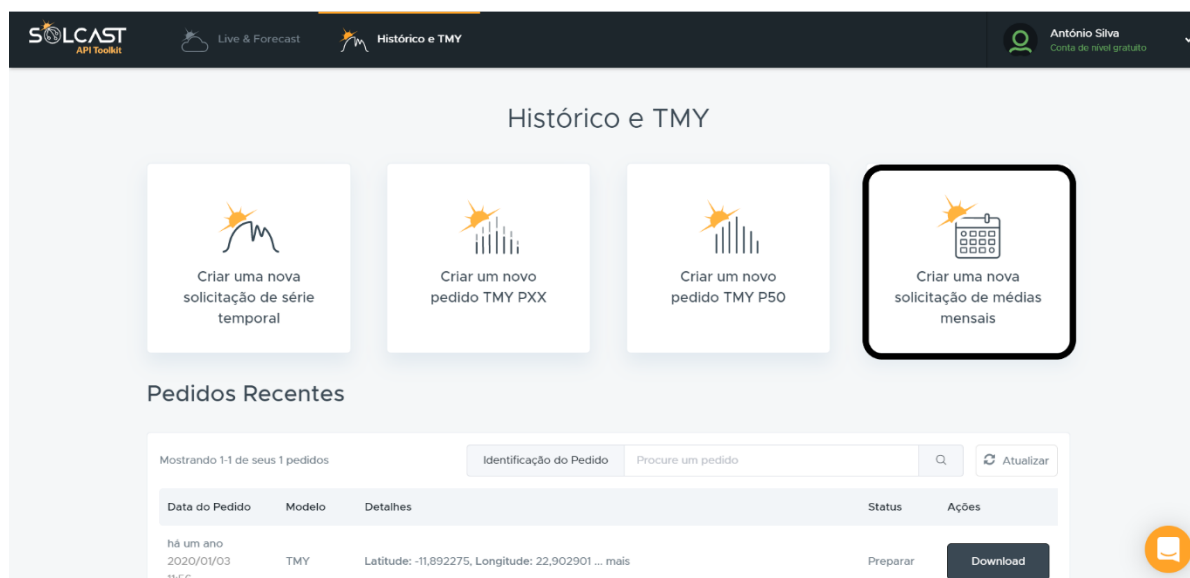 SOLCAST
API Toolkit
Live & Forecast
Histórico e TMY
António Silva
Conta de nível gratuito
Histórico e TMY
Criar uma nova
solicitação de série
temporal
Criar um novo
pedido TMY PXX
Criar um novo
pedido TMY P50
Criar uma nova
solicitação de médias
mensais
Pedidos Recentes
Mostrando 1-1 de seus 1 pedidos
Identificação do Pedido
Procure um pedido
Atualizar
Data do Pedido Modelo Detalhes Status Ações
há um ano
2020/01/03 TMY Latitude: -11,892275, Longitude: 22,902901 ... mais Preparar Download